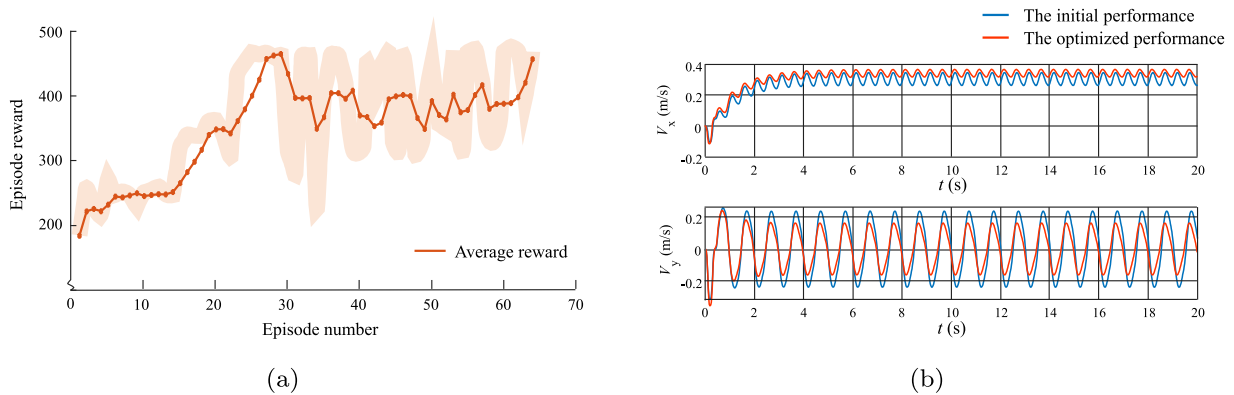 500
400
300
200
0
0
10
20
30
40
50
60
70
Episode reward
Episode number
Average reward
(a)
The initial performance
The optimized performance
0.4
0.2
0
-0.2
Vx (m/s)
0 2 4 6 8 10 12 14 16 18 20
t (s)
0.2
0
-0.2
Vy (m/s)
0 2 4 6 8 10 12 14 16 18 20
t (s)
(b)